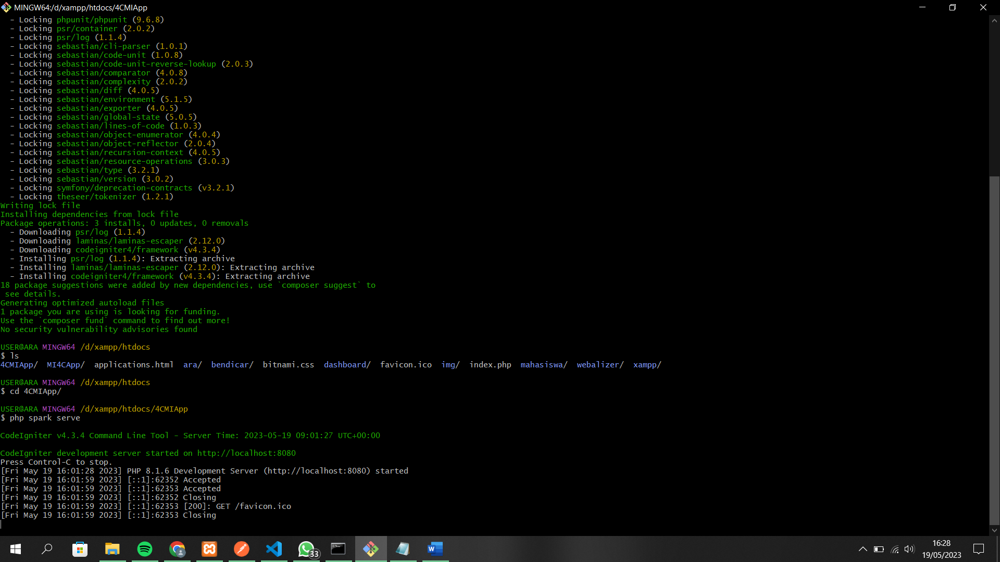 MINGW64:/d/xampp/htdocs/4CMIApp
- Locking phpunit/phpunit (9.6.8)
- Locking psr/container (2.0.2)
- Locking psr/log (1.1.4)
- Locking sebastian/cli-parser (1.0.1)
- Locking sebastian/code-unit (1.0.8)
- Locking sebastian/code-unit-reverse-lookup (2.0.3)
- Locking sebastian/comparator (4.0.8)
- Locking sebastian/complexity (2.0.2)
- Locking sebastian/diff (4.0.5)
- Locking sebastian/environment (5.1.5)
- Locking sebastian/exporter (4.0.5)
- Locking sebastian/global-state (5.0.5)
- Locking sebastian/lines-of-code (1.0.3)
- Locking sebastian/object-enumerator (4.0.4)
- Locking sebastian/object-reflector (2.0.4)
- Locking sebastian/recursion-context (4.0.5)
- Locking sebastian/resource-operations (3.0.3)
- Locking sebastian/type (3.2.1)
- Locking sebastian/version (3.0.2)
- Locking symfony/deprecation-contracts (v3.2.1)
- Locking theseer/tokenizer (1.2.1)
Writing lock file
Installing dependencies from lock file
Package operations: 3 installs, 0 updates, 0 removals
- Downloading psr/log (1.1.4)
- Downloading laminas/laminas-escaper (2.12.0)
- Downloading codeigniter4/framework (v4.3.4)
- Installing psr/log (1.1.4): Extracting archive
- Installing laminas/laminas-escaper (2.12.0): Extracting archive
- Installing codeigniter4/framework (v4.3.4): Extracting archive
18 package suggestions were added by new dependencies, use `composer suggest` to
see details.
Generating optimized autoload files
1 package you are using is looking for funding.
Use the `composer fund` command to find out more!
No security vulnerability advisories found
USER@ARA MINGW64 /d/xampp/htdocs
$ ls
4CMIApp/ MI4CApp/ applications.html ara/ bendicar/ bitnami.css dashboard/ favicon.ico img/ index.php mahasiswa/ webalizer/ xampp/
USER@ARA MINGW64 /d/xampp/htdocs
$ cd 4CMIApp/
USER@ARA MINGW64 /d/xampp/htdocs/4CMIApp
$ php spark serve
CodeIgniter v4.3.4 Command Line Tool - Server Time: 2023-05-19 09:01:27 UTC+00:00
CodeIgniter development server started on http://localhost:8080
Press Control-C to stop.
[Fri May 19 16:01:28 2023] PHP 8.1.6 Development Server (http://localhost:8080) started
[Fri May 19 16:01:59 2023] [::1]:62352 Accepted
[Fri May 19 16:01:59 2023] [::1]:62353 Accepted
[Fri May 19 16:01:59 2023] [::1]:62352 Closing
[Fri May 19 16:01:59 2023] [::1]:62353 [200]: GET /favicon.ico
[Fri May 19 16:01:59 2023] [::1]:62353 Closing
33
16:28
19/05/2023